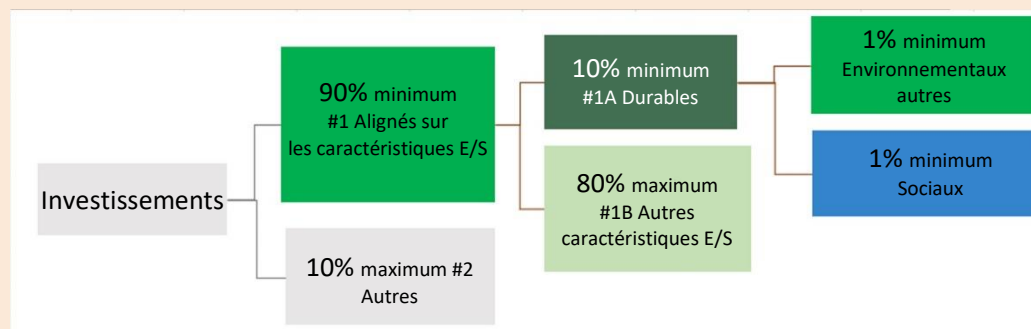 Investissements
90% minimum
#1 Alignés sur
les caractéristiques E/S
10% maximum #2
Autres
10% minimum
#1A Durables
80% maximum
#1B Autres
caractéristiques E/S
1% minimum
Environnementaux
autres
1% minimum
Sociaux